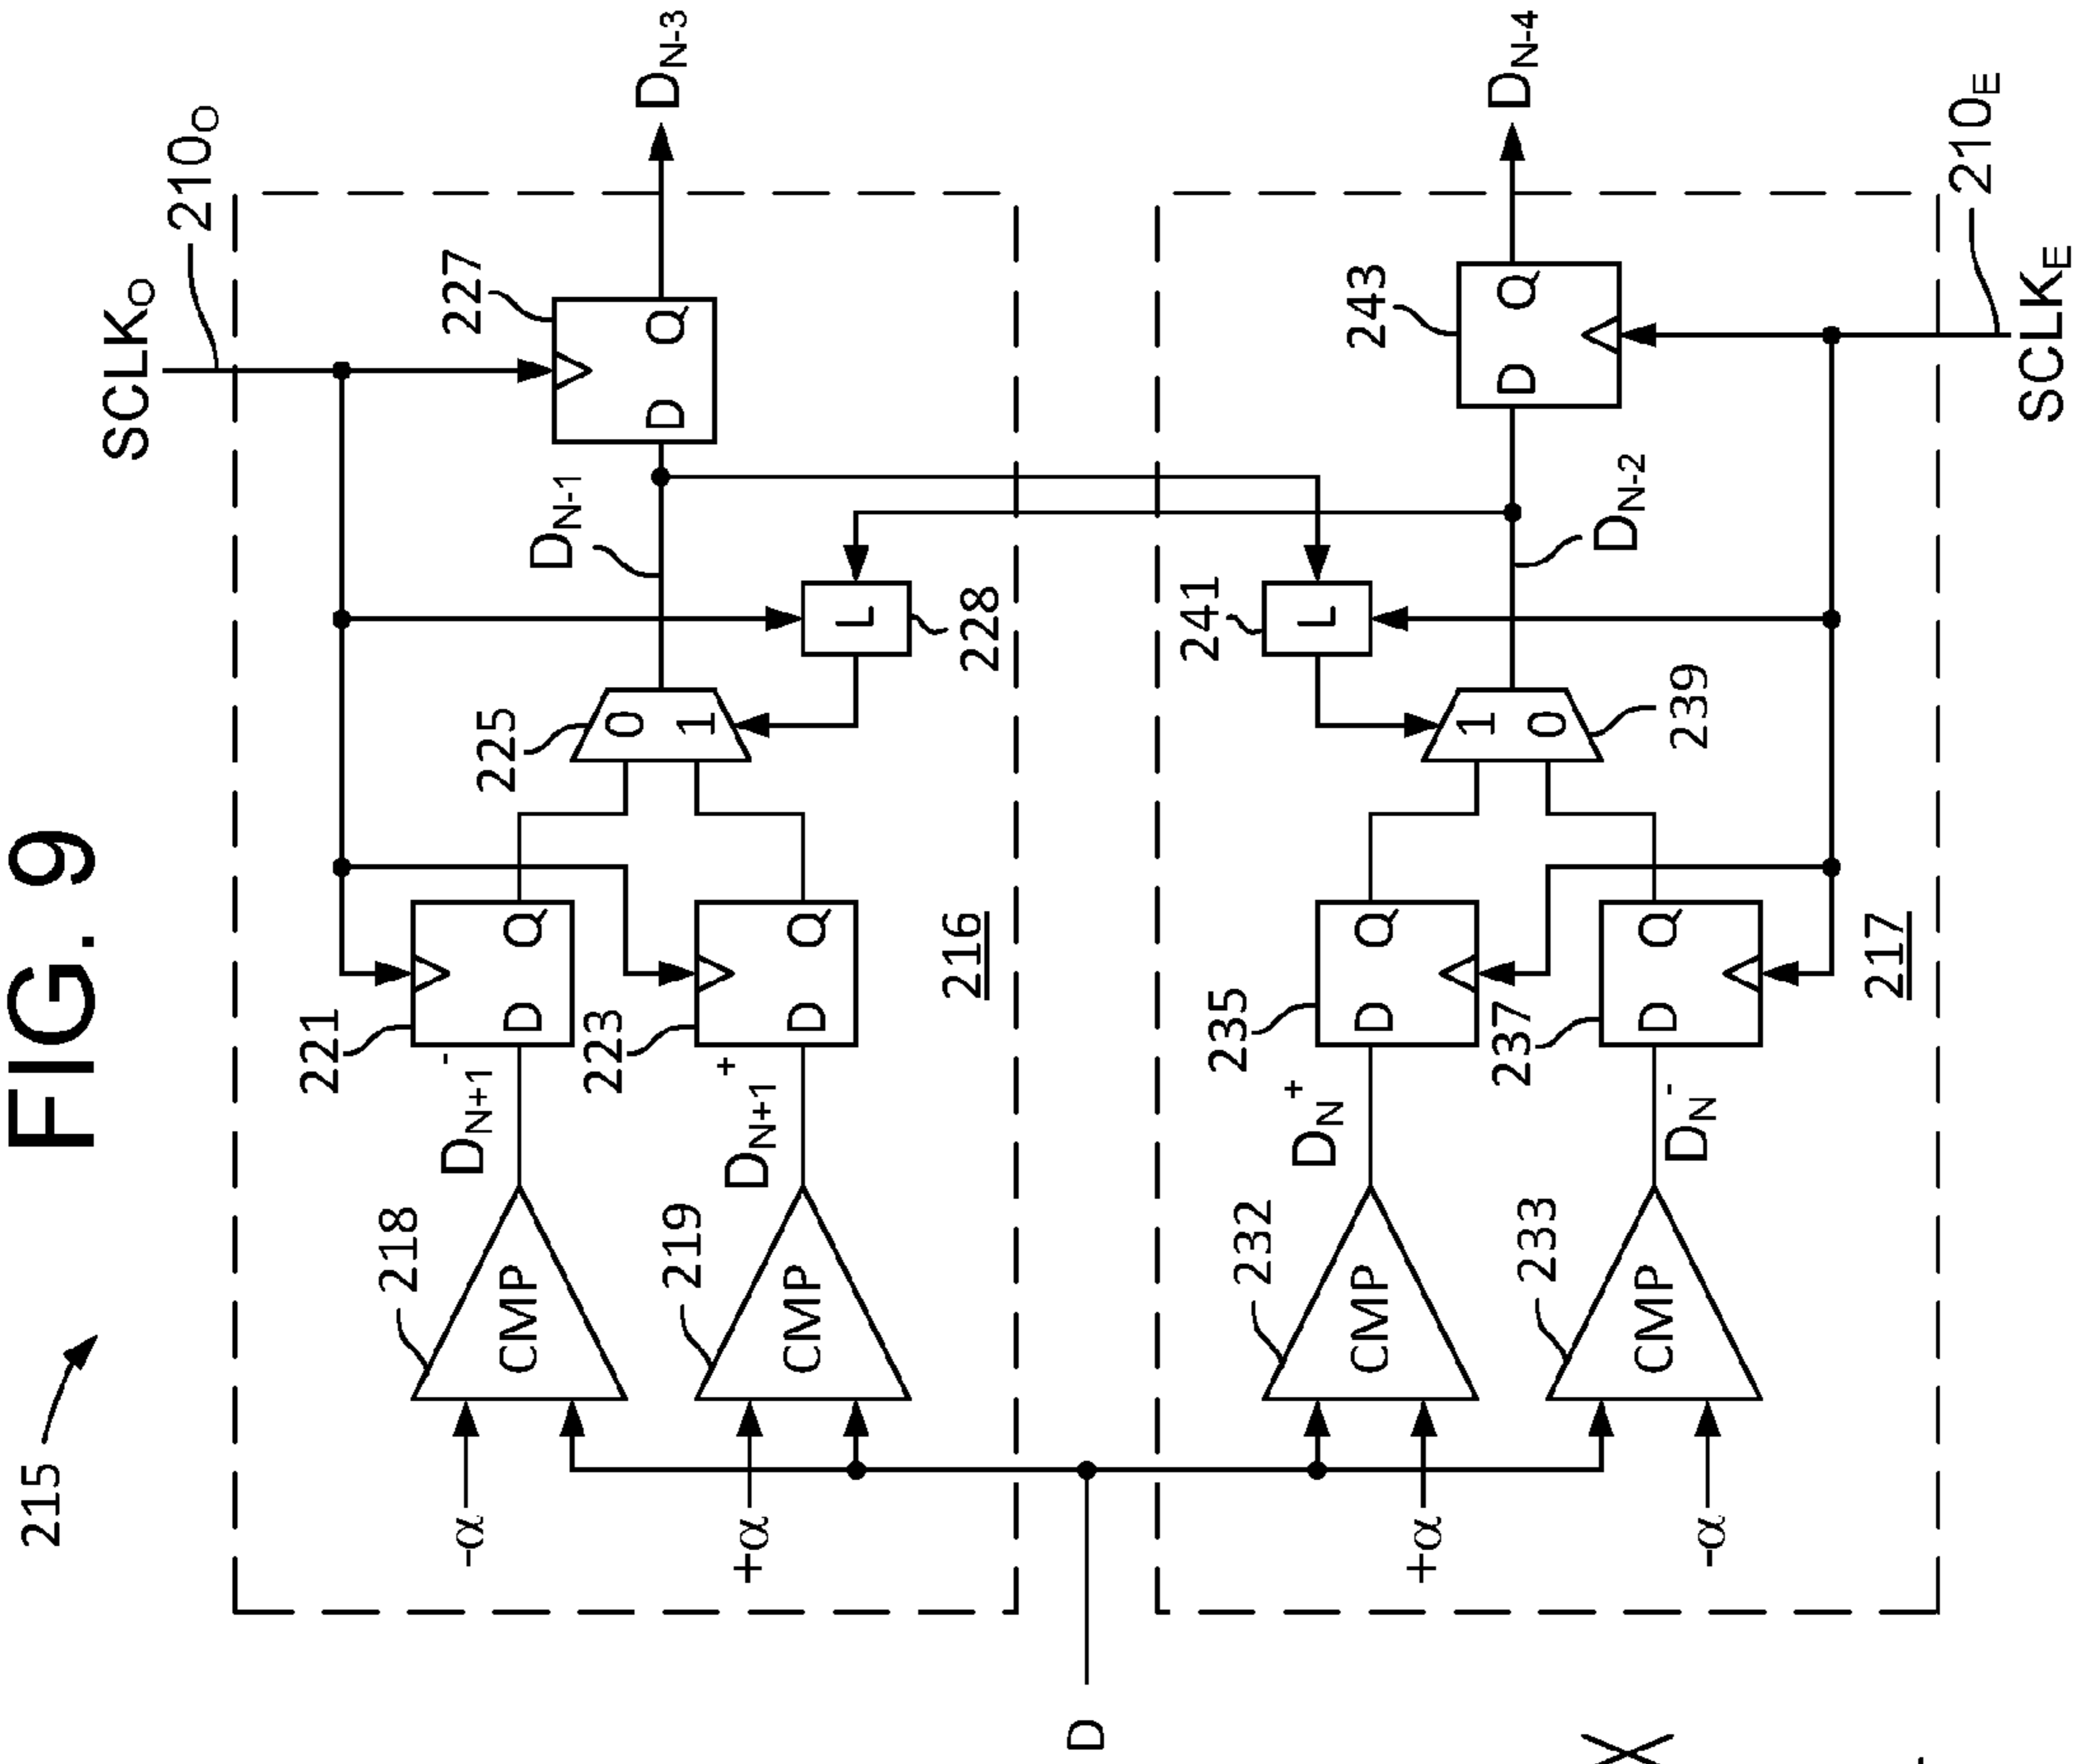 FIG. 9
215
SCLKO
210O
218
CMP
-α
DN+1-
221
D Q
225
0
1
DN-1
227
D Q
DN-3
219
CMP
+α
DN+1+
223
D Q
L
228
216
D
232
CMP
+α
DN+
235
D Q
241
L
1
0
239
DN-2
243
D Q
DN-4
233
CMP
-α
DN-
237
D Q
217
SCLKE
210E
X